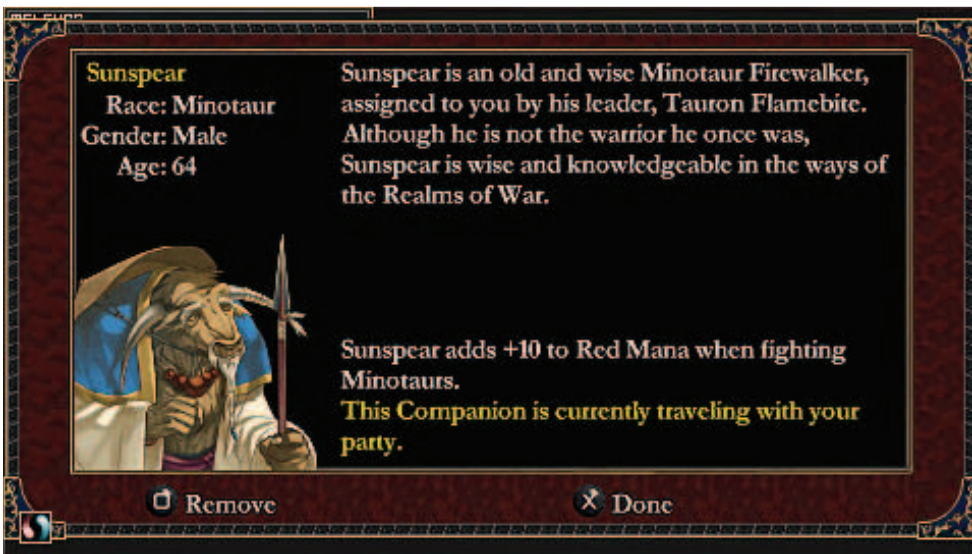 Sunspear
Race: Minotaur
Gender: Male
Age: 64
Sunspear is an old and wise Minotaur Firewalker,
assigned to you by his leader, Tauron Flamebite.
Although he is not the warrior he once was,
Sunspear is wise and knowledgeable in the ways of
the Realms of War.
Sunspear adds +10 to Red Mana when fighting
Minotaurs.
This Companion is currently traveling with your
party.
Remove
Done